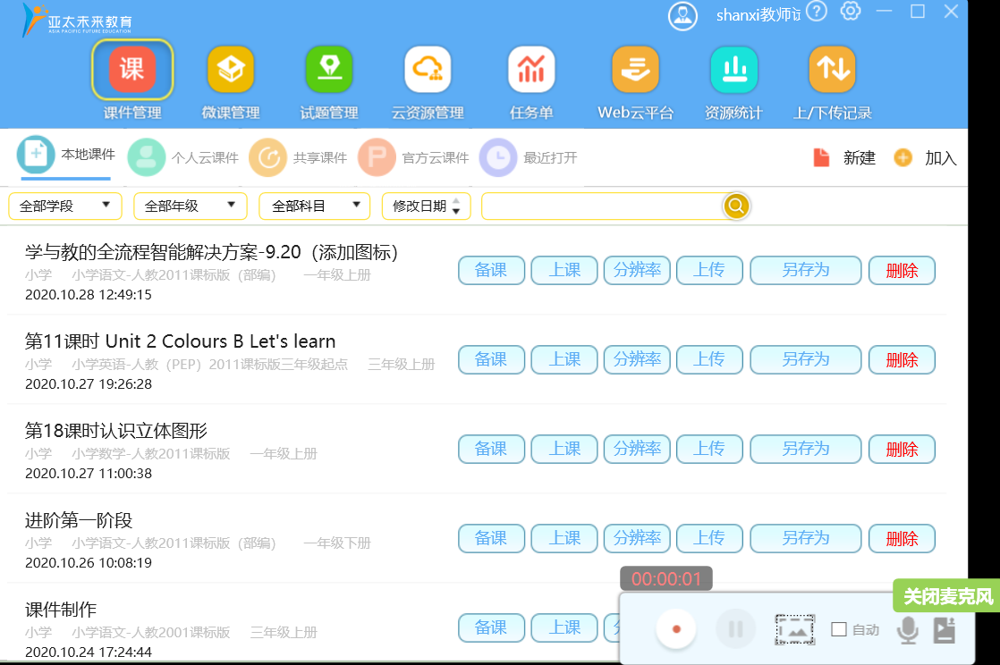 亚太未来教育
ASIA PACIFIC FUTURE EDUCATION
shanxi教师
课
课件管理 微课管理 试题管理 云资源管理 任务单 Web云平台 资源统计 上/下传记录
本地课件 个人云课件 共享课件 P 官方云课件 最近打开 新建 加入
全部学段 全部年级 全部科目 修改日期
学与教的全流程智能解决方案-9.20（添加图标）
小学 小学语文-人教2011课标版（部编） 一年级上册
2020.10.28 12:49:15
备课 上课 分辨率 上传 另存为 删除
第11课时 Unit 2 Colours B Let's learn
小学 小学英语-人教（PEP）2011课标版三年级起点 三年级上册
2020.10.27 19:26:28
备课 上课 分辨率 上传 另存为 删除
第18课时认识立体图形
小学 小学数学-人教2011课标版 一年级上册
2020.10.27 11:00:38
备课 上课 分辨率 上传 另存为 删除
进阶第一阶段
小学 小学语文-人教2011课标版（部编） 一年级下册
2020.10.26 10:08:19
备课 上课 分辨率 上传 另存为 删除
课件制作
小学 小学语文-人教2001课标版 三年级上册
2020.10.24 17:24:44
备课 上课
00:00:01
关闭麦克风
自动